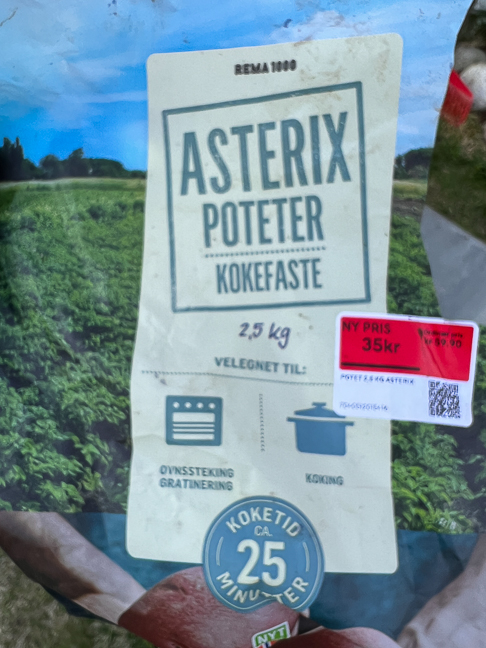 REMA 1000
ASTERIX
POTETER
KOKEFASTE
2,5 kg
VELEGNET TIL:
NY PRIS
35kr
POTET 2,5 KG ASTERIX
OVNSSTEKING
GRATINERING
KOKING
KOKETID
CA.
25
MINUTTER
NYT